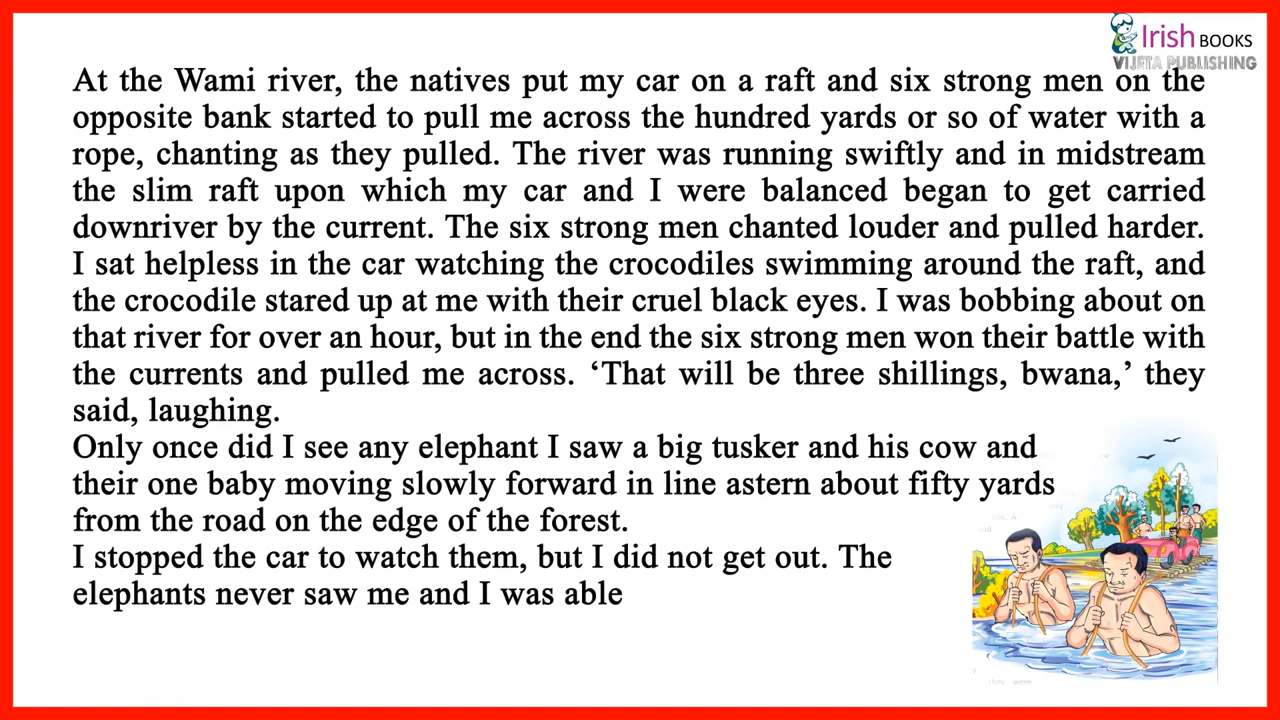 Irish BOOKS
VIJETA PUBLISHING
At the Wami river, the natives put my car on a raft and six strong men on the
opposite bank started to pull me across the hundred yards or so of water with a
rope, chanting as they pulled. The river was running swiftly and in midstream
the slim raft upon which my car and I were balanced began to get carried
downriver by the current. The six strong men chanted louder and pulled harder.
I sat helpless in the car watching the crocodiles swimming around the raft, and
the crocodile stared up at me with their cruel black eyes. I was bobbing about on
that river for over an hour, but in the end the six strong men won their battle with
the currents and pulled me across. ‘That will be three shillings, bwana,’ they
said, laughing.
Only once did I see any elephant I saw a big tusker and his cow and
their one baby moving slowly forward in line astern about fifty yards
from the road on the edge of the forest.
I stopped the car to watch them, but I did not get out. The
elephants never saw me and I was able
they were